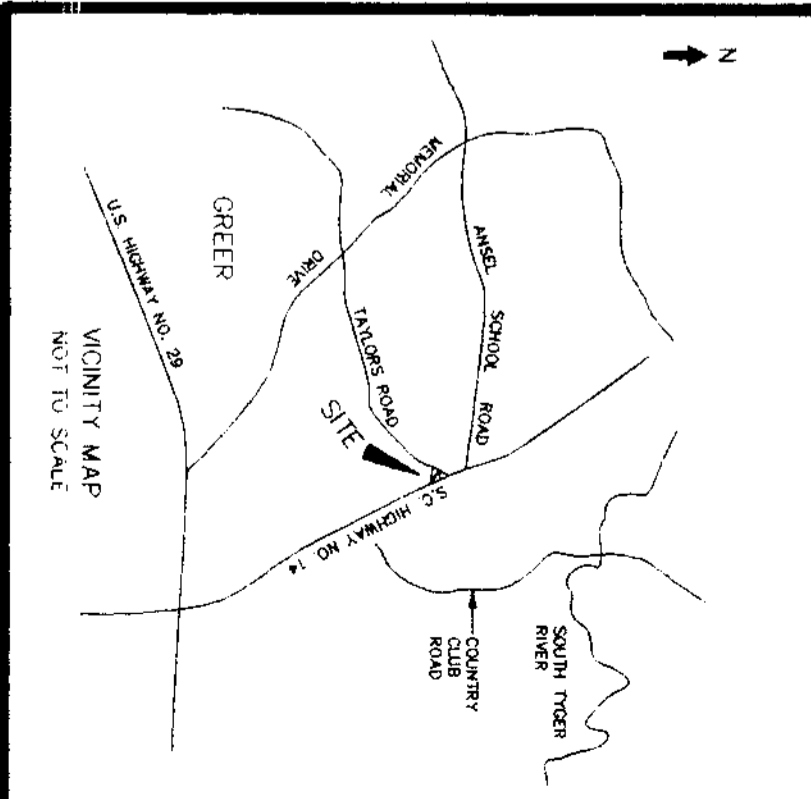 N
MEMORIAL
DRIVE
ANSEL SCHOOL ROAD
GREER
U.S. HIGHWAY NO. 29
TAYLORS ROAD
SITE
S.C. HIGHWAY NO. 14
COUNTRY
CLUB
ROAD
SOUTH TYGER
RIVER
VICINITY MAP
NOT TO SCALE